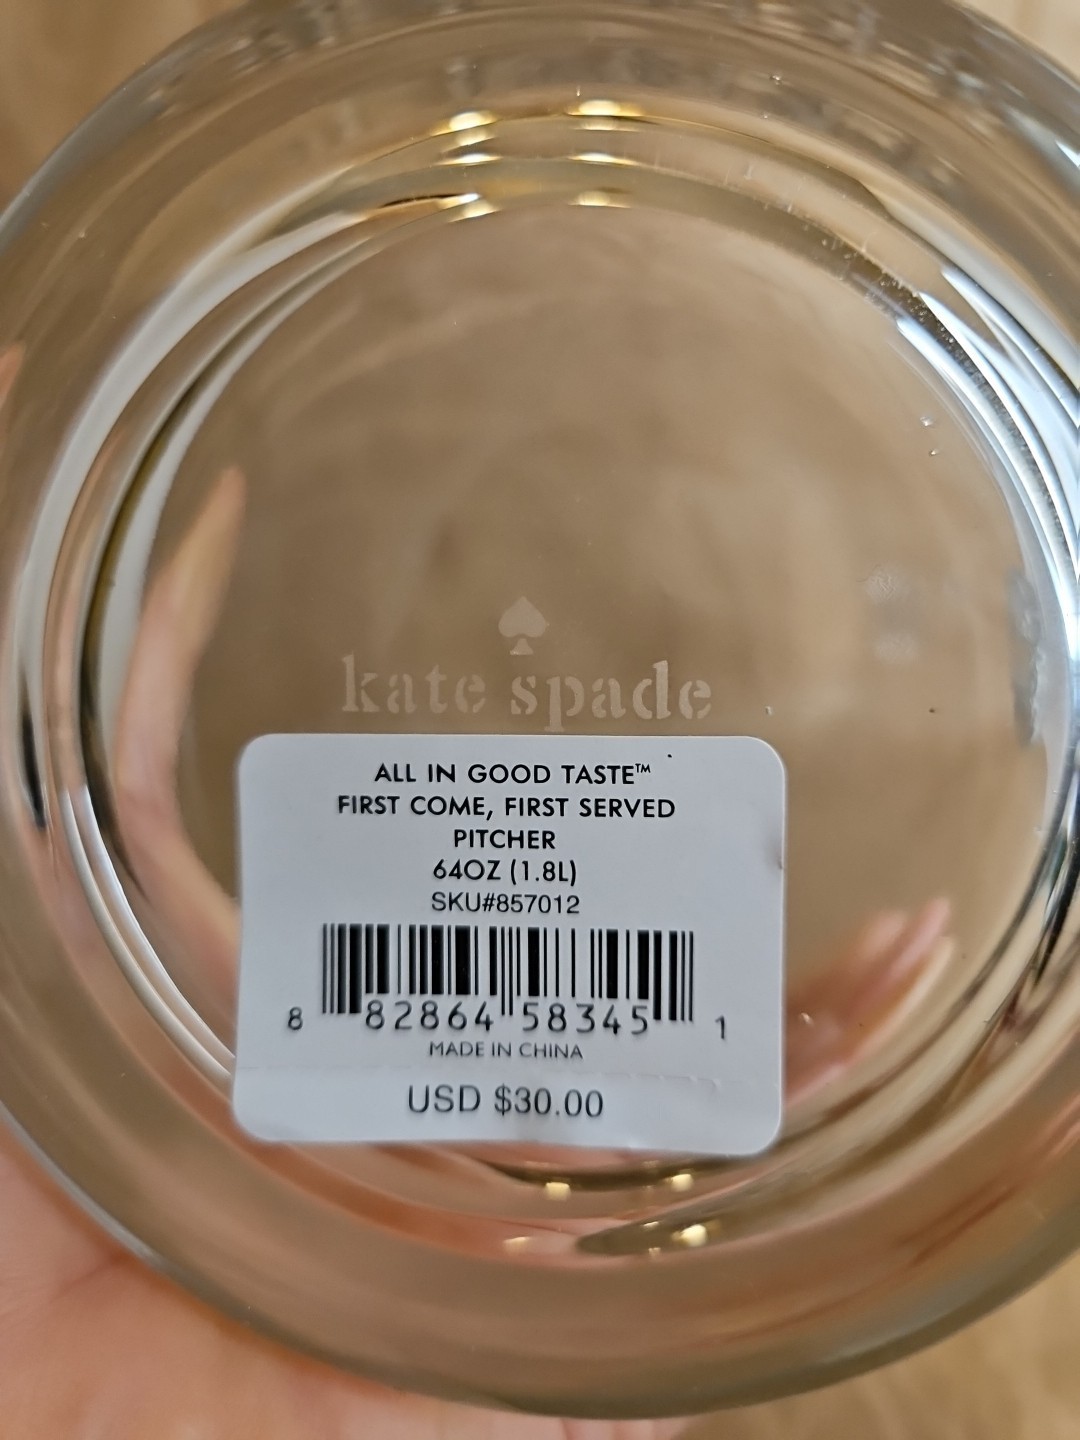 kate spade
ALL IN GOOD TASTE™
FIRST COME, FIRST SERVED
PITCHER
64OZ (1.8L)
SKU#857012
8 82864 58345 1
MADE IN CHINA
USD $30.00